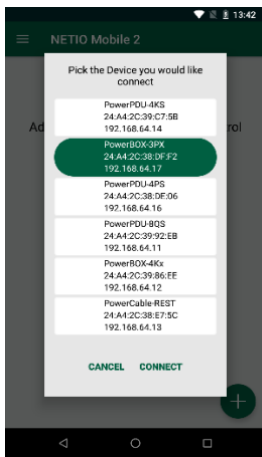 13:42
NETIO Mobile 2
Pick the Device you would like
connect
PowerPDU-4KS
24:A4:2C:39:C7:5B
192.168.64.14
Ad
rol
PowerBOX-3PX
24:A4:2C:38:DF:F2
192.168.64.17
PowerPDU-4PS
24:A4:2C:38:DE:06
192.168.64.16
PowerPDU-8QS
24:A4:2C:39:92:EB
192.168.64.11
PowerBOX-4Kx
24:A4:2C:39:86:EE
192.168.64.12
PowerCable-REST
24:A4:2C:38:E7:5C
192.168.64.13
CANCEL CONNECT